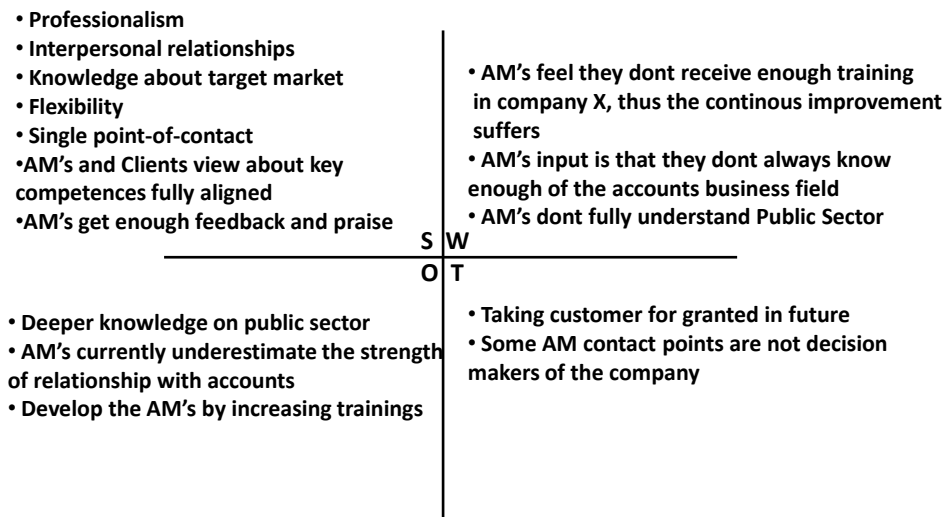 • Professionalism
• Interpersonal relationships
• Knowledge about target market
• Flexibility
• Single point-of-contact
•AM's and Clients view about key
competences fully aligned
•AM's get enough feedback and praise
• AM's feel they dont receive enough training
in company X, thus the continous improvement
suffers
• AM's input is that they dont always know
enough of the accounts business field
• AM's dont fully understand Public Sector
S W
O T
• Deeper knowledge on public sector
• AM's currently underestimate the strength
of relationship with accounts
• Develop the AM's by increasing trainings
• Taking customer for granted in future
• Some AM contact points are not decision
makers of the company